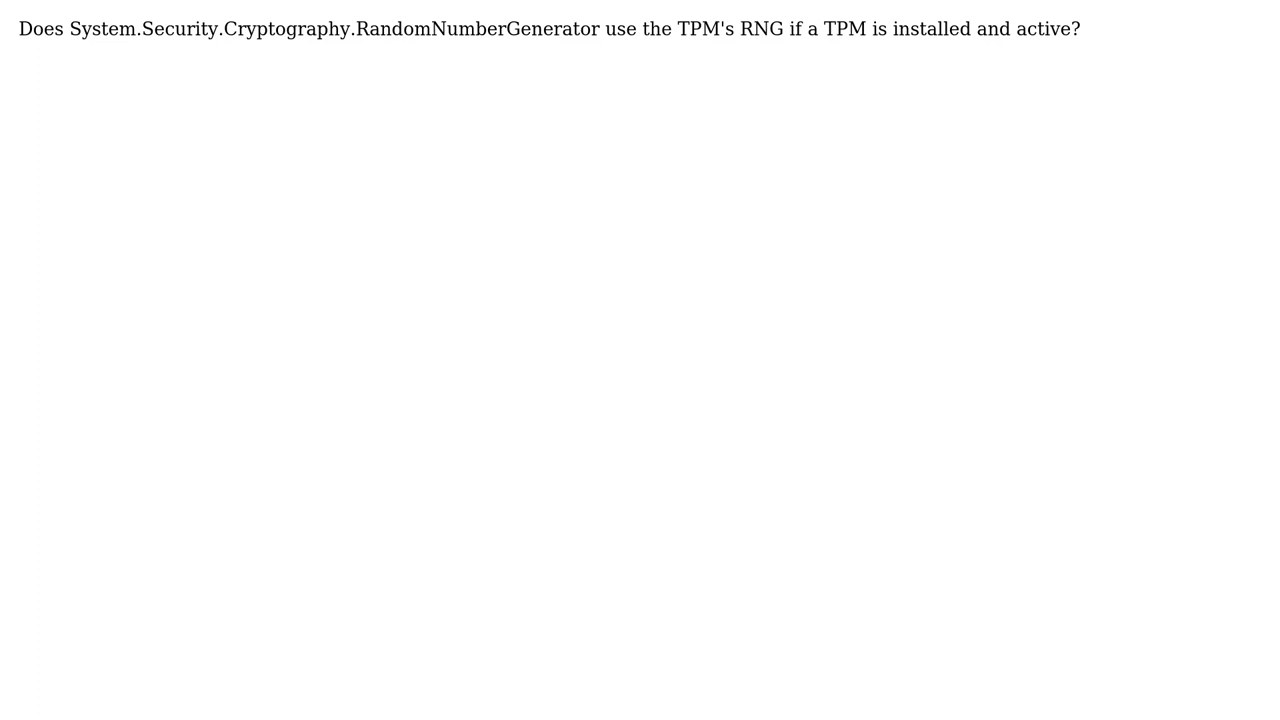 Does System.Security.Cryptography.RandomNumberGenerator use the TPM's RNG if a TPM is installed and active?